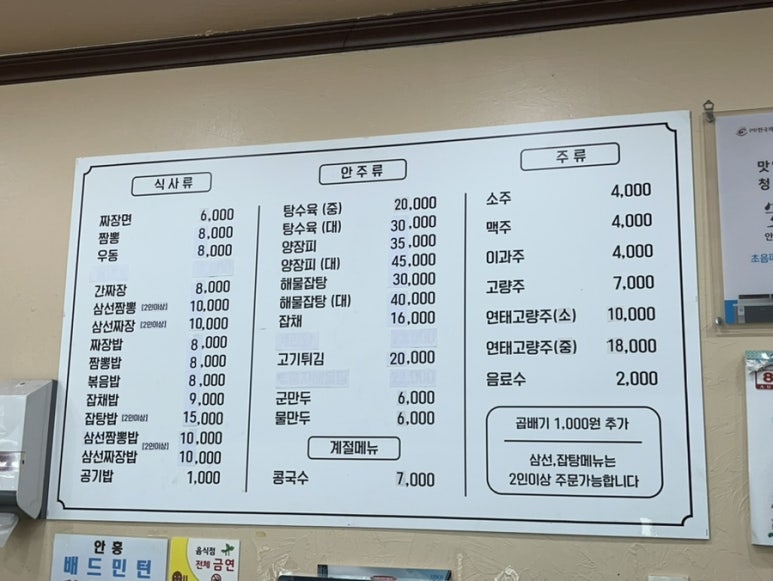 식사류
짜장면 6,000
짬뽕 8,000
우동 8,000
간짜장 8,000
삼선짬뽕 [2인이상] 10,000
삼선짜장 [2인이상] 10,000
짜장밥 8,000
짬뽕밥 8,000
볶음밥 8,000
잡채밥 9,000
잡탕밥 [2인이상] 15,000
삼선짬뽕밥 [2인이상] 10,000
삼선짜장밥 10,000
공기밥 1,000
안주류
탕수육 (중) 20,000
탕수육 (대) 30,000
양장피 35,000
양장피 (대) 45,000
해물잡탕 30,000
해물잡탕 (대) 40,000
잡채 16,000
고기튀김 20,000
군만두 6,000
물만두 6,000
계절메뉴
콩국수 7,000
주류
소주 4,000
맥주 4,000
이과주 4,000
고량주 7,000
연태고량주(소) 10,000
연태고량주(중) 18,000
음료수 2,000
곱배기 1,000원 추가
삼선,잡탕메뉴는
2인이상 주문가능합니다
안흥
배드민턴
음식점
전체 금연